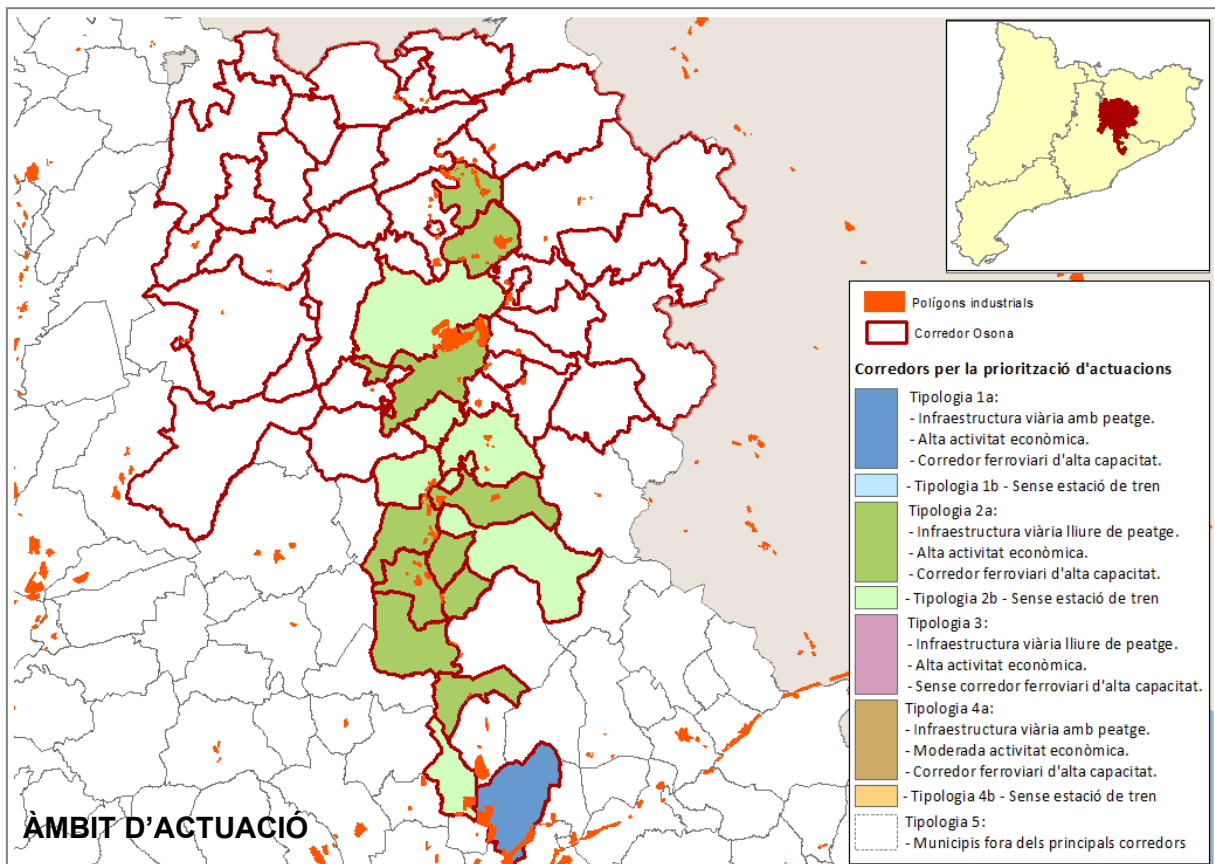 Polígons industrials
Corredor Osona
Corredors per la priorització d'actuacions
Tipologia 1a:
- Infraestructura viària amb peatge.
- Alta activitat econòmica.
- Corredor ferroviari d'alta capacitat.
- Tipologia 1b - Sense estació de tren
Tipologia 2a:
- Infraestructura viària lliure de peatge.
- Alta activitat econòmica.
- Corredor ferroviari d'alta capacitat.
- Tipologia 2b - Sense estació de tren
Tipologia 3:
- Infraestructura viària lliure de peatge.
- Alta activitat econòmica.
- Sense corredor ferroviari d'alta capacitat.
Tipologia 4a:
- Infraestructura viària amb peatge.
- Moderada activitat econòmica.
- Corredor ferroviari d'alta capacitat.
- Tipologia 4b - Sense estació de tren
Tipologia 5:
- Municipis fora dels principals corredors
ÀMBIT D'ACTUACIÓ